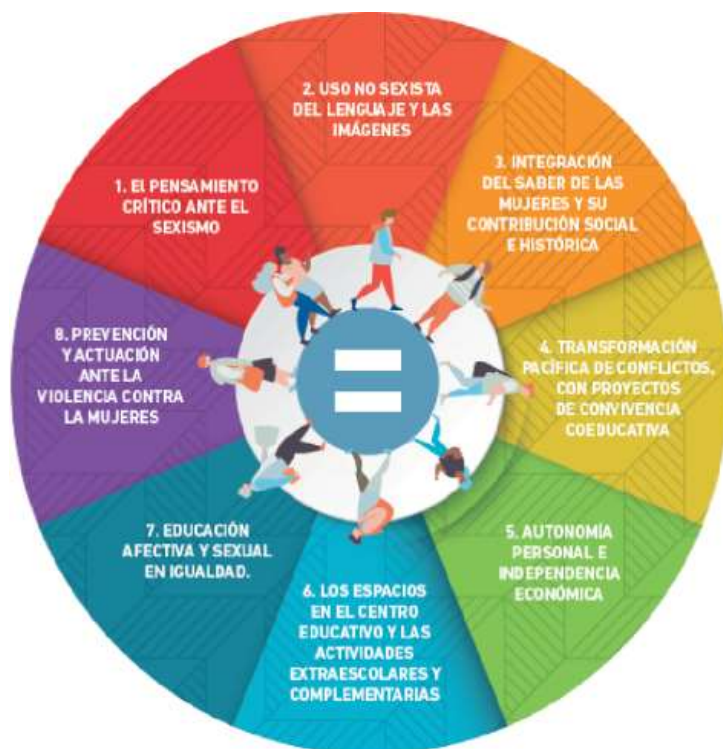 1. El PENSAMIENTO
CRÍTICO ANTE EL
SEXISMO
2. USO NO SEXISTA
DEL LENGUAJE Y LAS
IMÁGENES
3. INTEGRACIÓN
DEL SABER DE LAS
MUJERES Y SU
CONTRIBUCIÓN SOCIAL
E HISTÓRICA
4. TRANSFORMACIÓN
PACÍFICA DE CONFLICTOS,
CON PROYECTOS
DE CONVIVENCIA
COEDUCATIVA
5. AUTONOMÍA
PERSONAL E
INDEPENDENCIA
ECONÓMICA
6. LOS ESPACIOS
EN EL CENTRO
EDUCATIVO Y LAS
ACTIVIDADES
EXTRAESCOLARES Y
COMPLEMENTARIAS
7. EDUCACIÓN
AFECTIVA Y SEXUAL
EN IGUALDAD.
8. PREVENCIÓN
Y ACTUACIÓN
ANTE LA
VIOLENCIA CONTRA
LA MUJERES
=